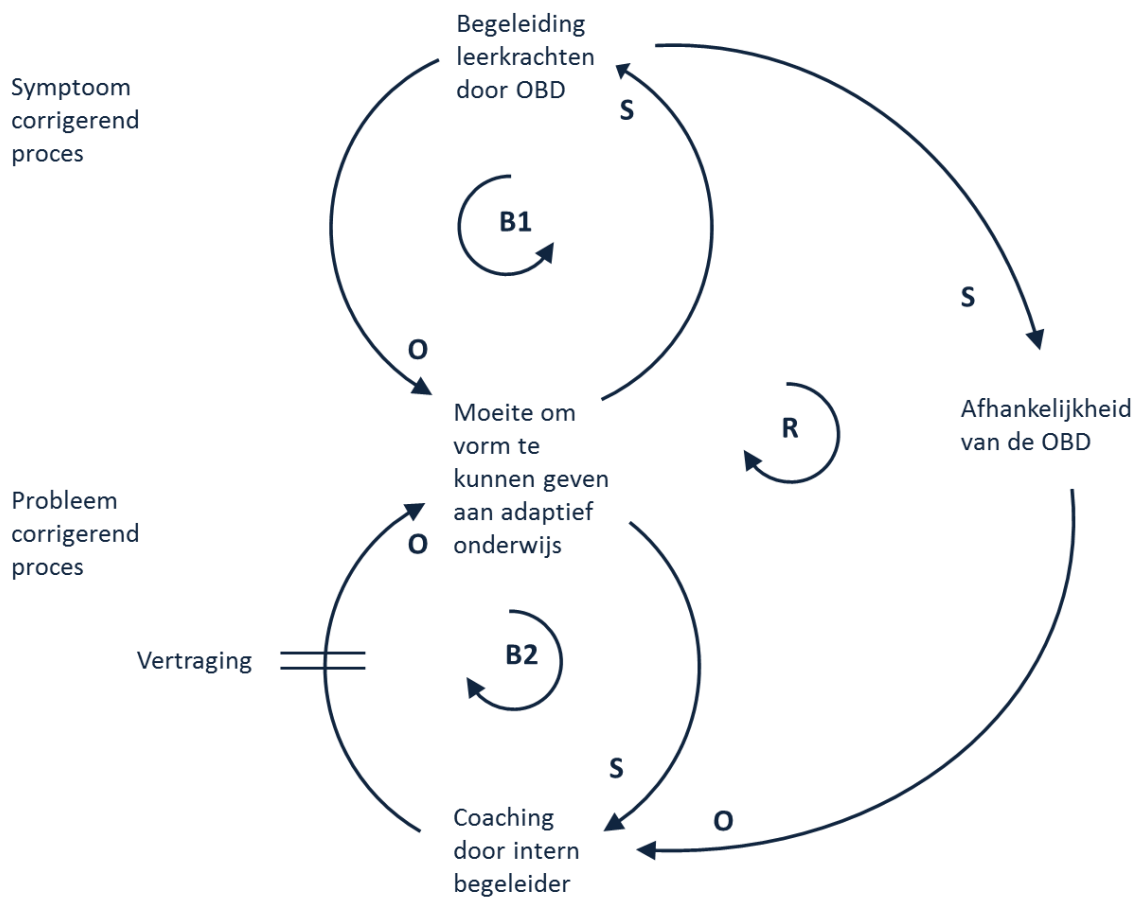 Begeleiding
leerkrachten
door OBD
Symptoom
corrigerend
proces
S
B1
S
O
Moeite om
vorm te
kunnen geven
aan adaptief
onderwijs
R
Afhankelijkheid
van de OBD
Probleem
corrigerend
proces
O
Vertraging
B2
S
O
Coaching
door intern
begeleider